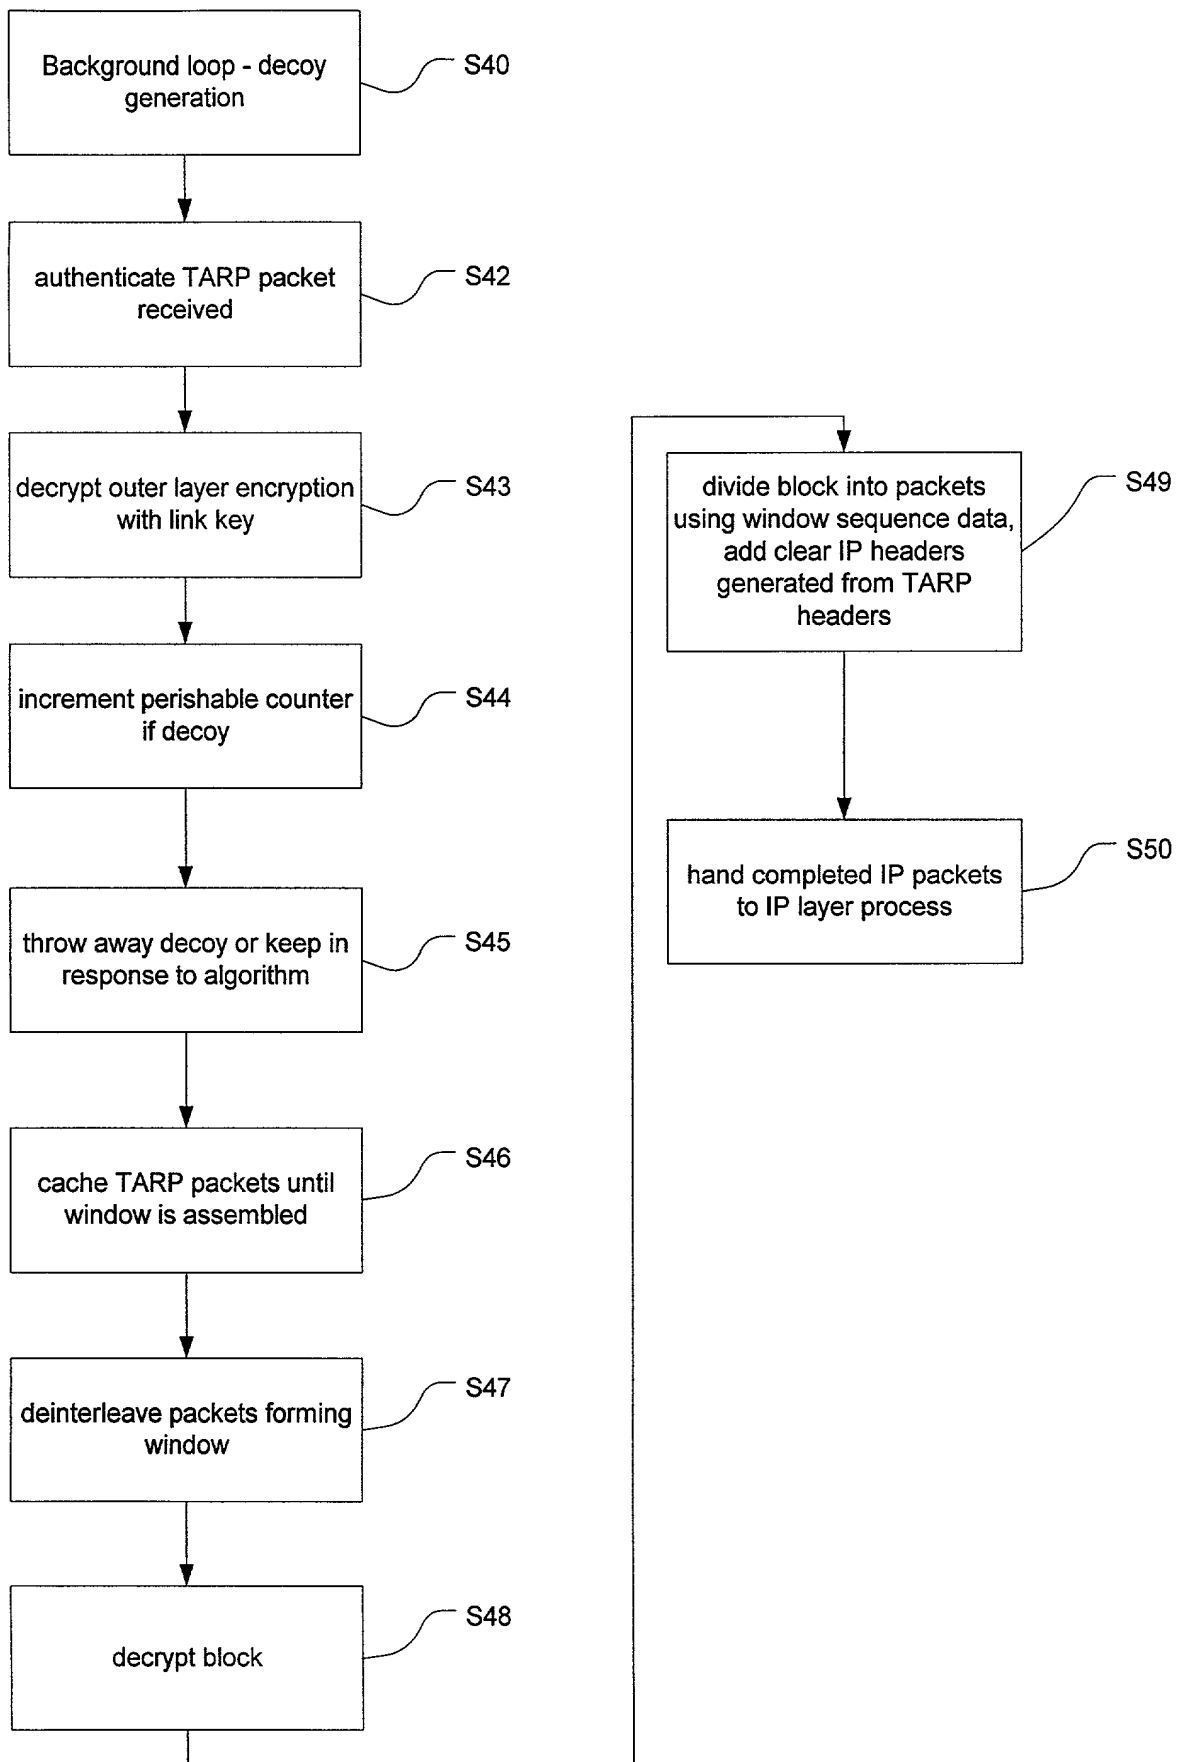 Background loop - decoy
generation
S40
authenticate TARP packet
received
S42
decrypt outer layer encryption
with link key
S43
increment perishable counter
if decoy
S44
throw away decoy or keep in
response to algorithm
S45
cache TARP packets until
window is assembled
S46
deinterleave packets forming
window
S47
decrypt block
S48
divide block into packets
using window sequence data,
add clear IP headers
generated from TARP
headers
S49
hand completed IP packets
to IP layer process
S50